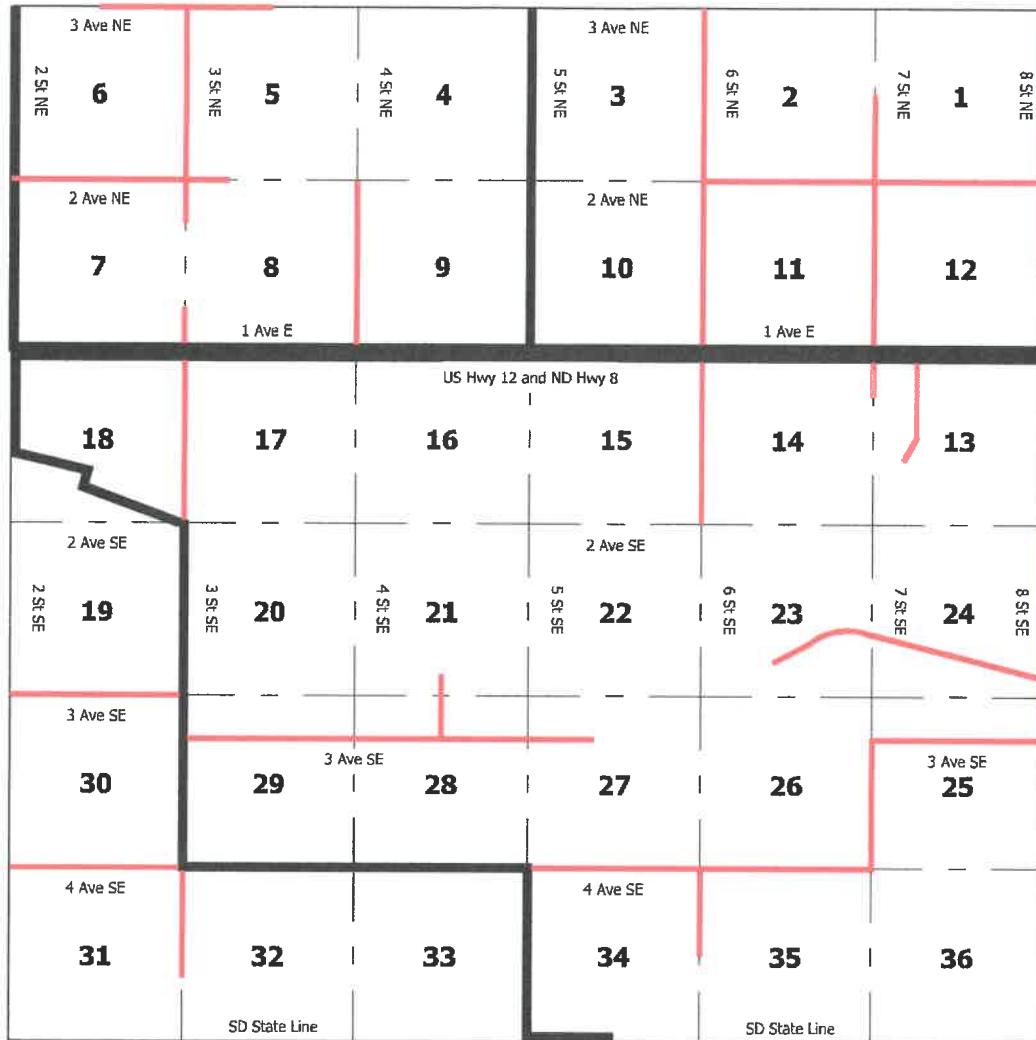 3 Ave NE
3 Ave NE
2 St NE
6
3 St NE
5
4 St NE
4
5 St NE
3
6 St NE
2
7 St NE
1
8 St NE
2 Ave NE
2 Ave NE
7
8
9
10
11
12
1 Ave E
1 Ave E
US Hwy 12 and ND Hwy 8
18
17
16
15
14
13
2 Ave SE
2 Ave SE
2 St SE
19
3 St SE
20
4 St SE
21
5 St SE
22
6 St SE
23
7 St SE
24
8 St SE
3 Ave SE
3 Ave SE
3 Ave SE
30
29
28
27
26
25
4 Ave SE
4 Ave SE
31
32
33
34
35
36
SD State Line
SD State Line